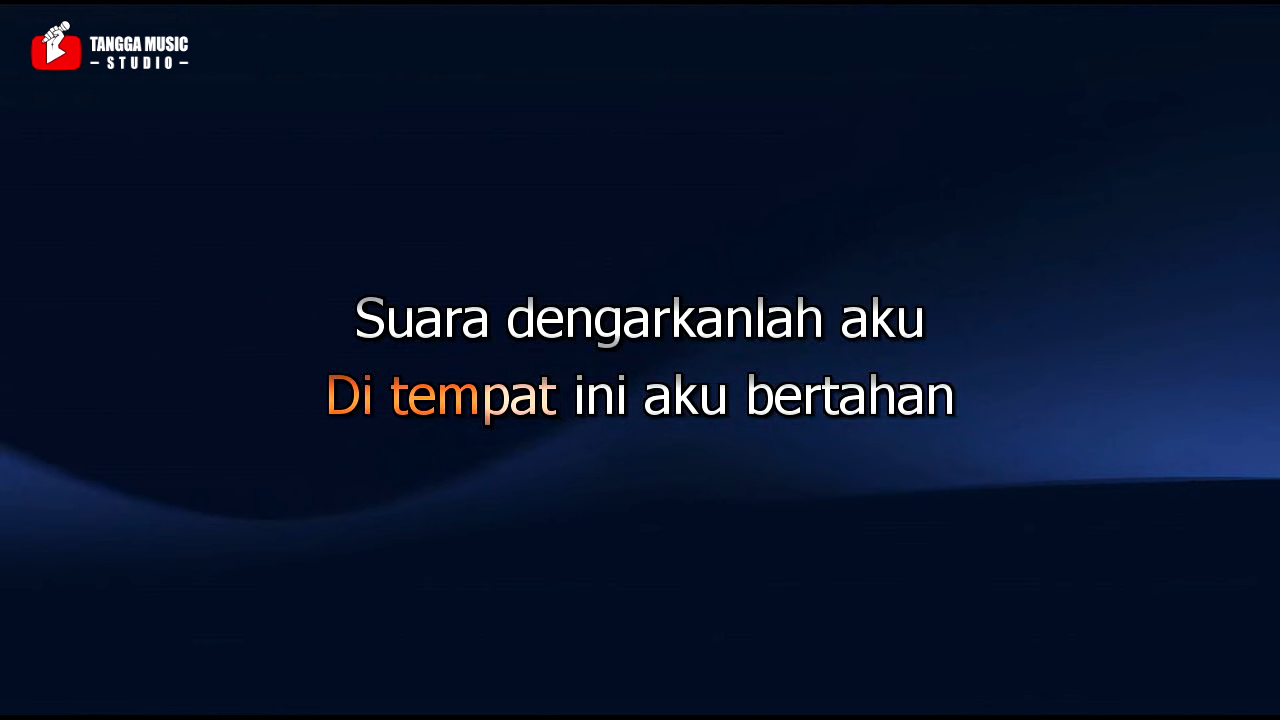 TANGGA MUSIC
– STUDIO –
Suara dengarkanlah aku
Di tempat ini aku bertahan